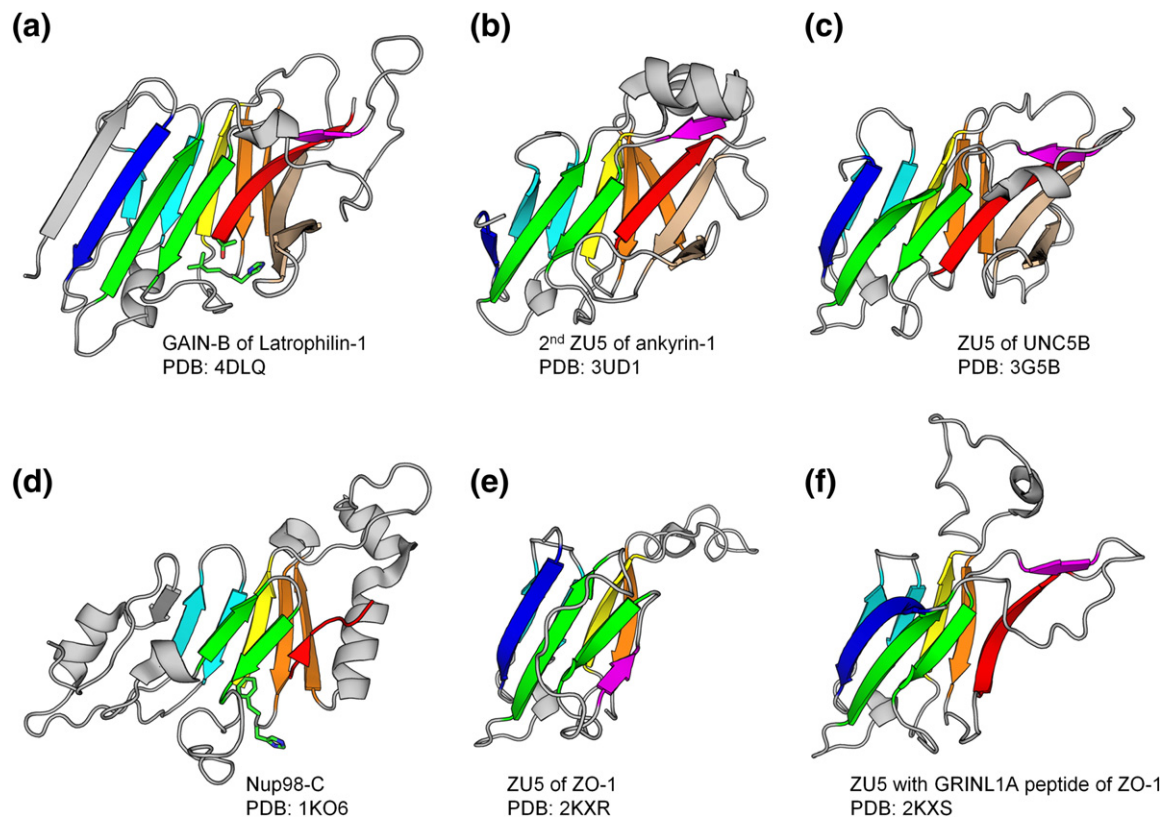 (a)
(b)
(c)
GAIN-B of Latrophilin-1
PDB: 4DLQ
2nd ZU5 of ankyrin-1
PDB: 3UD1
ZU5 of UNC5B
PDB: 3G5B
(d)
(e)
(f)
Nup98-C
PDB: 1KO6
ZU5 of ZO-1
PDB: 2KXR
ZU5 with GRINL1A peptide of ZO-1
PDB: 2KXS